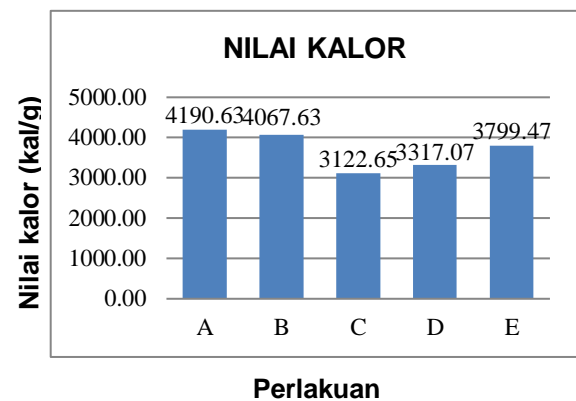 NILAI KALOR
Nilai kalor (kal/g)
5000.00
4000.00
3000.00
2000.00
1000.00
0.00
4190.63
4067.63
3122.65
3317.07
3799.47
A B C D E
Perlakuan